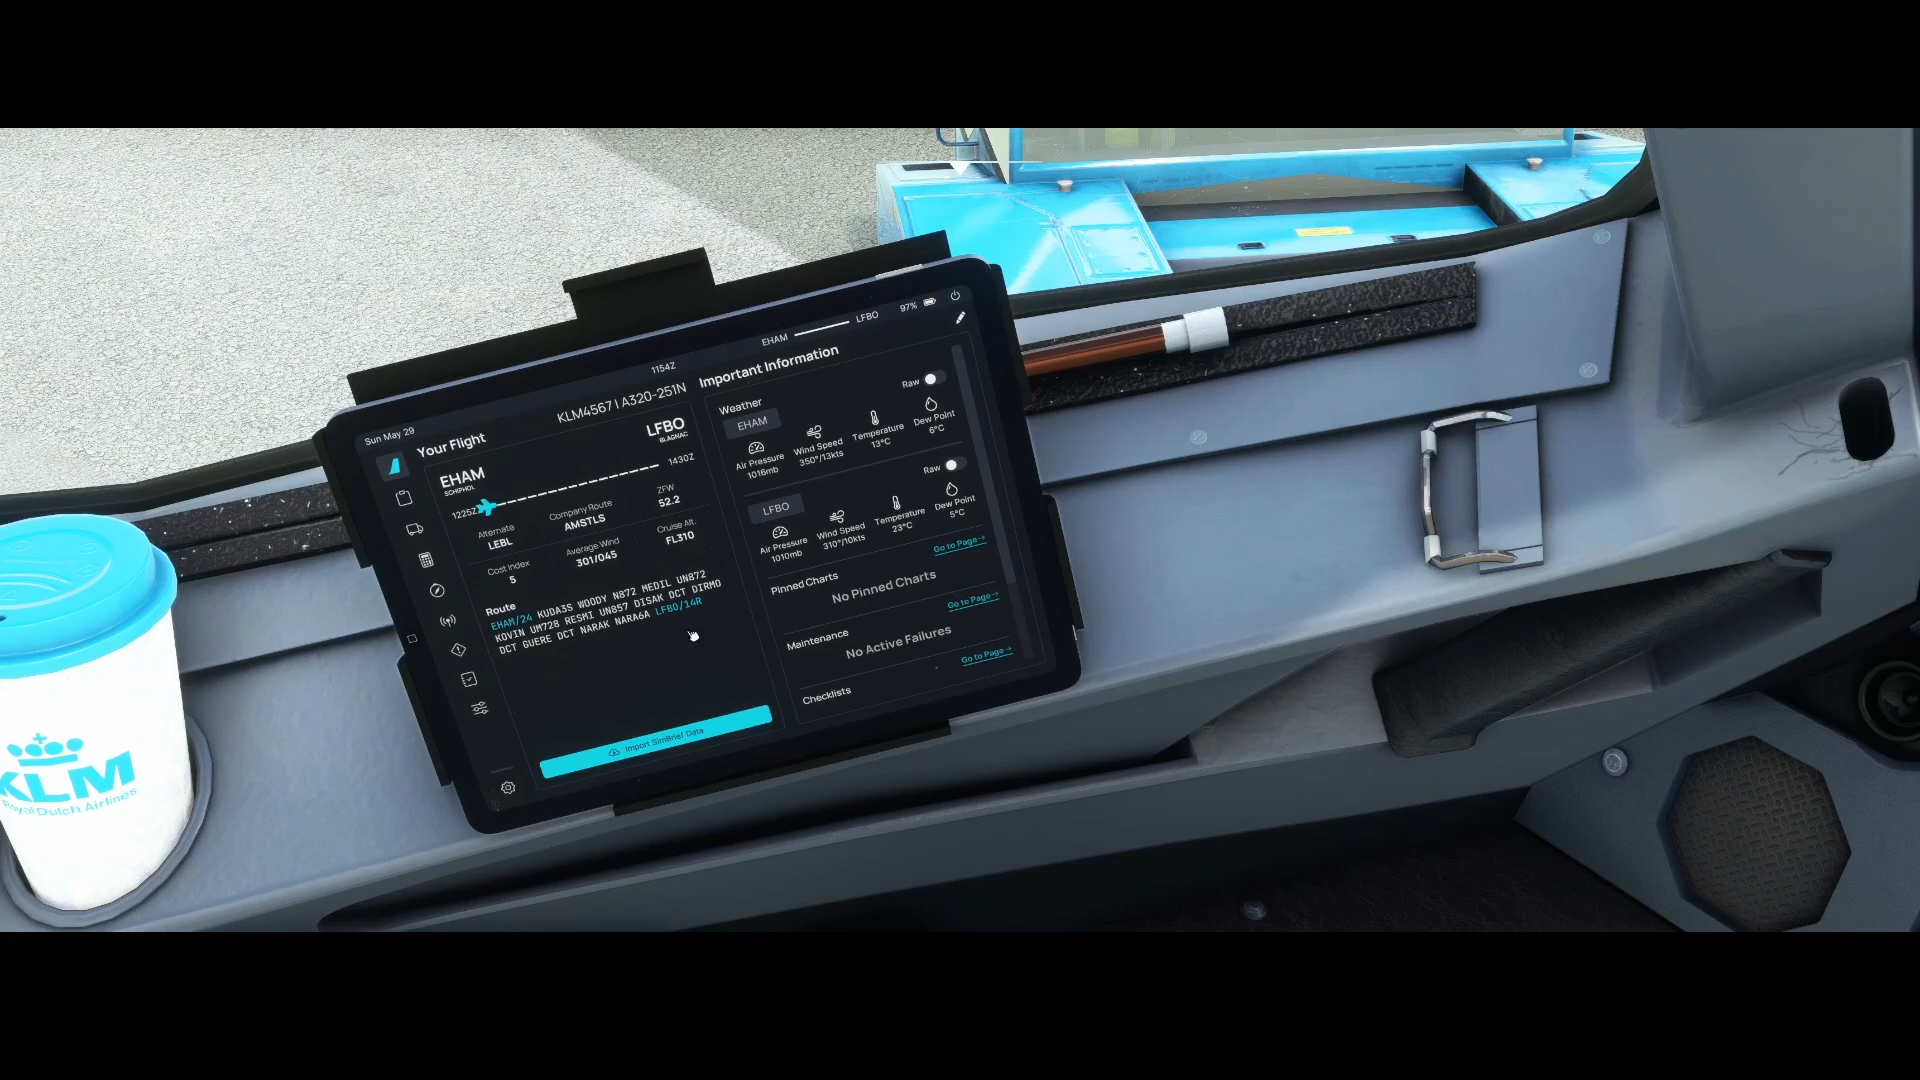 Sun May 29
1154Z
EHAM
LFBO
97%
Your Flight
KLM4567 | A320-251N
EHAM
SCHIPHOL
LFBO
BLAGNAC
1225Z
1430Z
Alternate
LEBL
Company Route
AMSTLS
ZFW
52.2
Cost Index
5
Average Wind
301/045
Cruise Alt.
FL310
Route
EHAM/24 KUDA3S WOODY N872 MEDIL UN872
KOVIN UM728 RESMI UN857 DISAK DCT DIRMO
DCT GUERE DCT NARAK NARA6A LFBO/14R
Import SimBrief Data
Important Information
Weather
Raw
EHAM
Air Pressure
1016mb
Wind Speed
350°/13kts
Temperature
13°C
Dew Point
6°C
Raw
LFBO
Air Pressure
1010mb
Wind Speed
310°/10kts
Temperature
23°C
Dew Point
5°C
Pinned Charts
Go to Page
No Pinned Charts
Maintenance
Go to Page
No Active Failures
Checklists
Go to Page
KLM
Royal Dutch Airlines